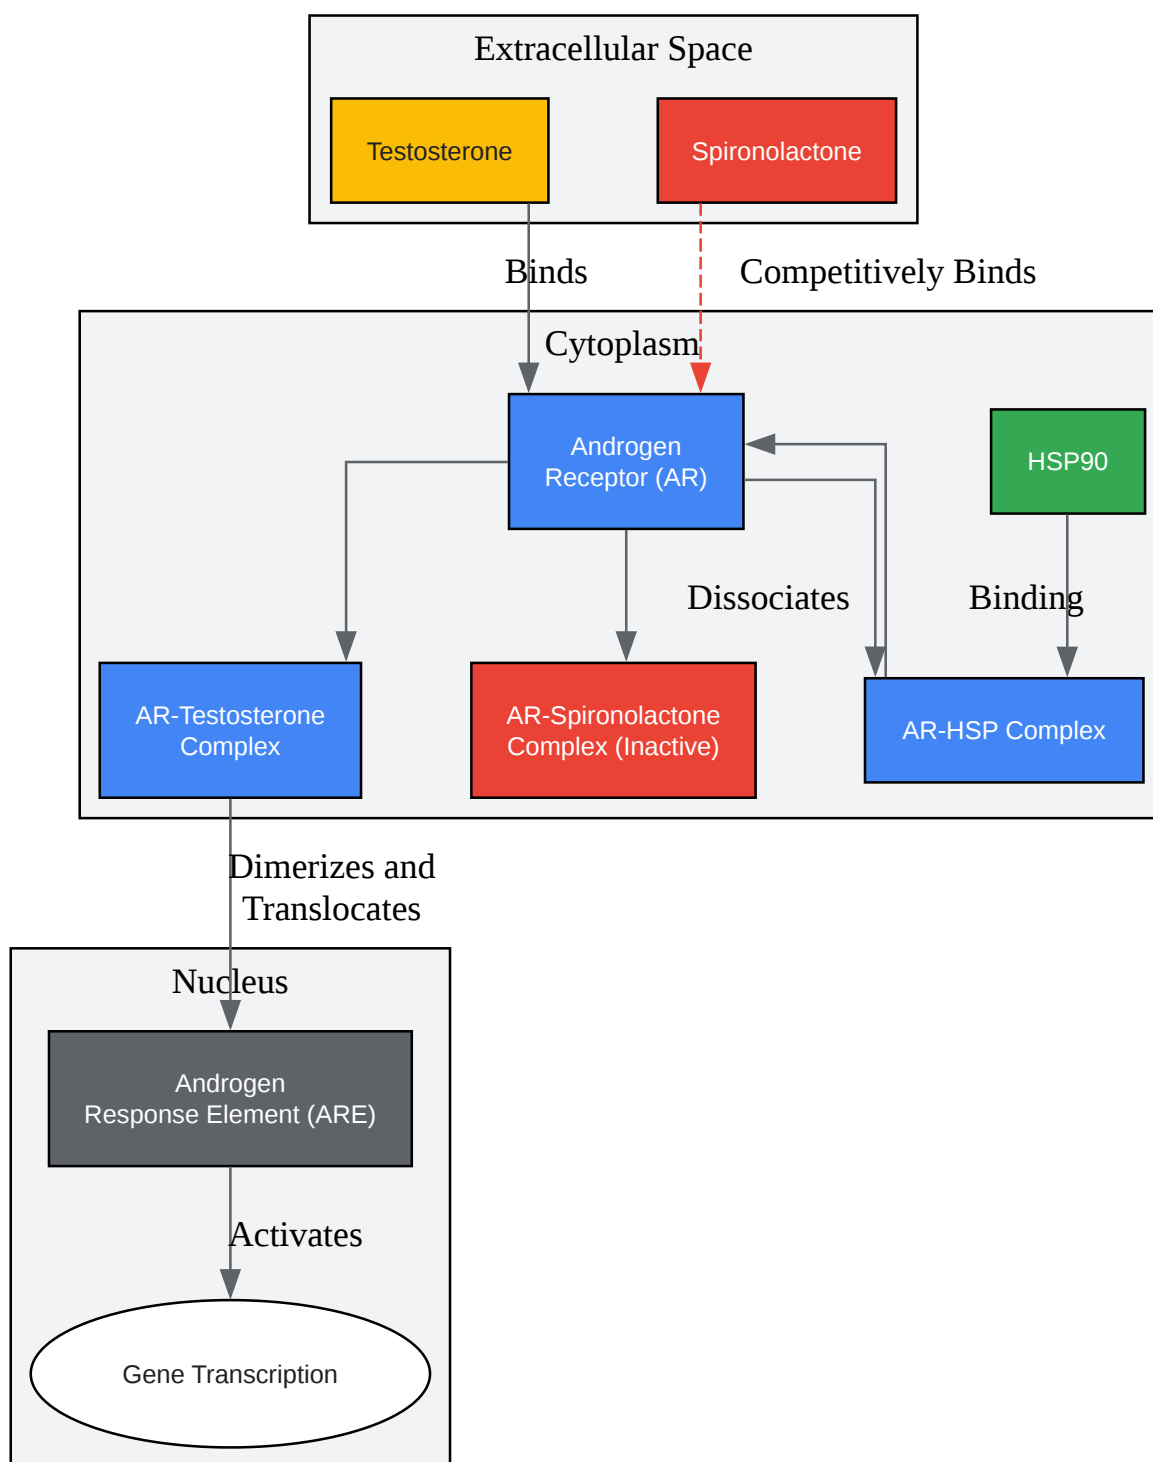 Extracellular Space
Testosterone
Spironolactone
Binds
Competitively Binds
Cytoplasm
Androgen
Receptor (AR)
HSP90
Dissociates
Binding
AR-Testosterone
Complex
AR-Spironolactone
Complex (Inactive)
AR-HSP Complex
Dimerizes and
Translocates
Nucleus
Androgen
Response Element (ARE)
Activates
Gene Transcription